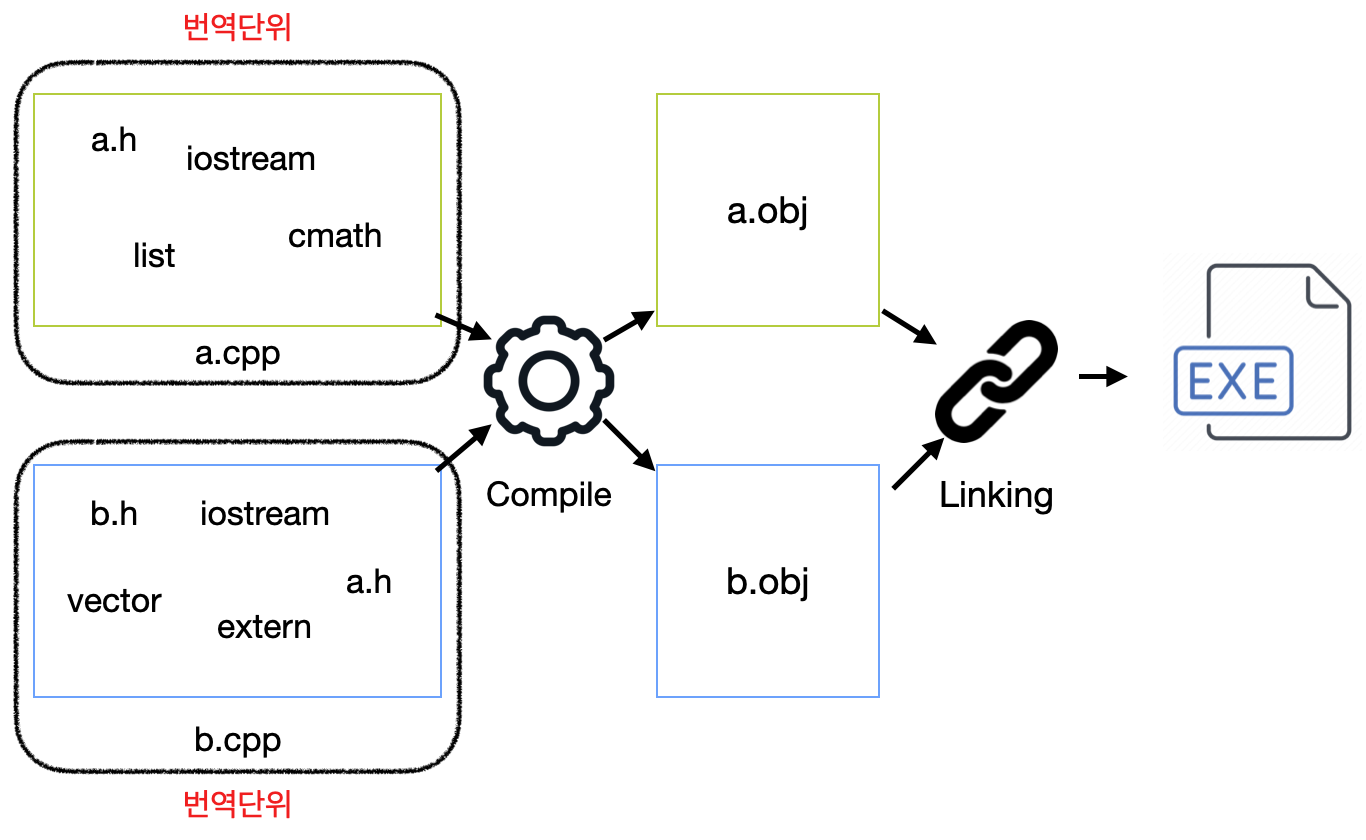 번역단위
a.h
iostream
list
cmath
a.cpp
b.h
iostream
vector
a.h
extern
b.cpp
번역단위
Compile
a.obj
b.obj
Linking
EXE